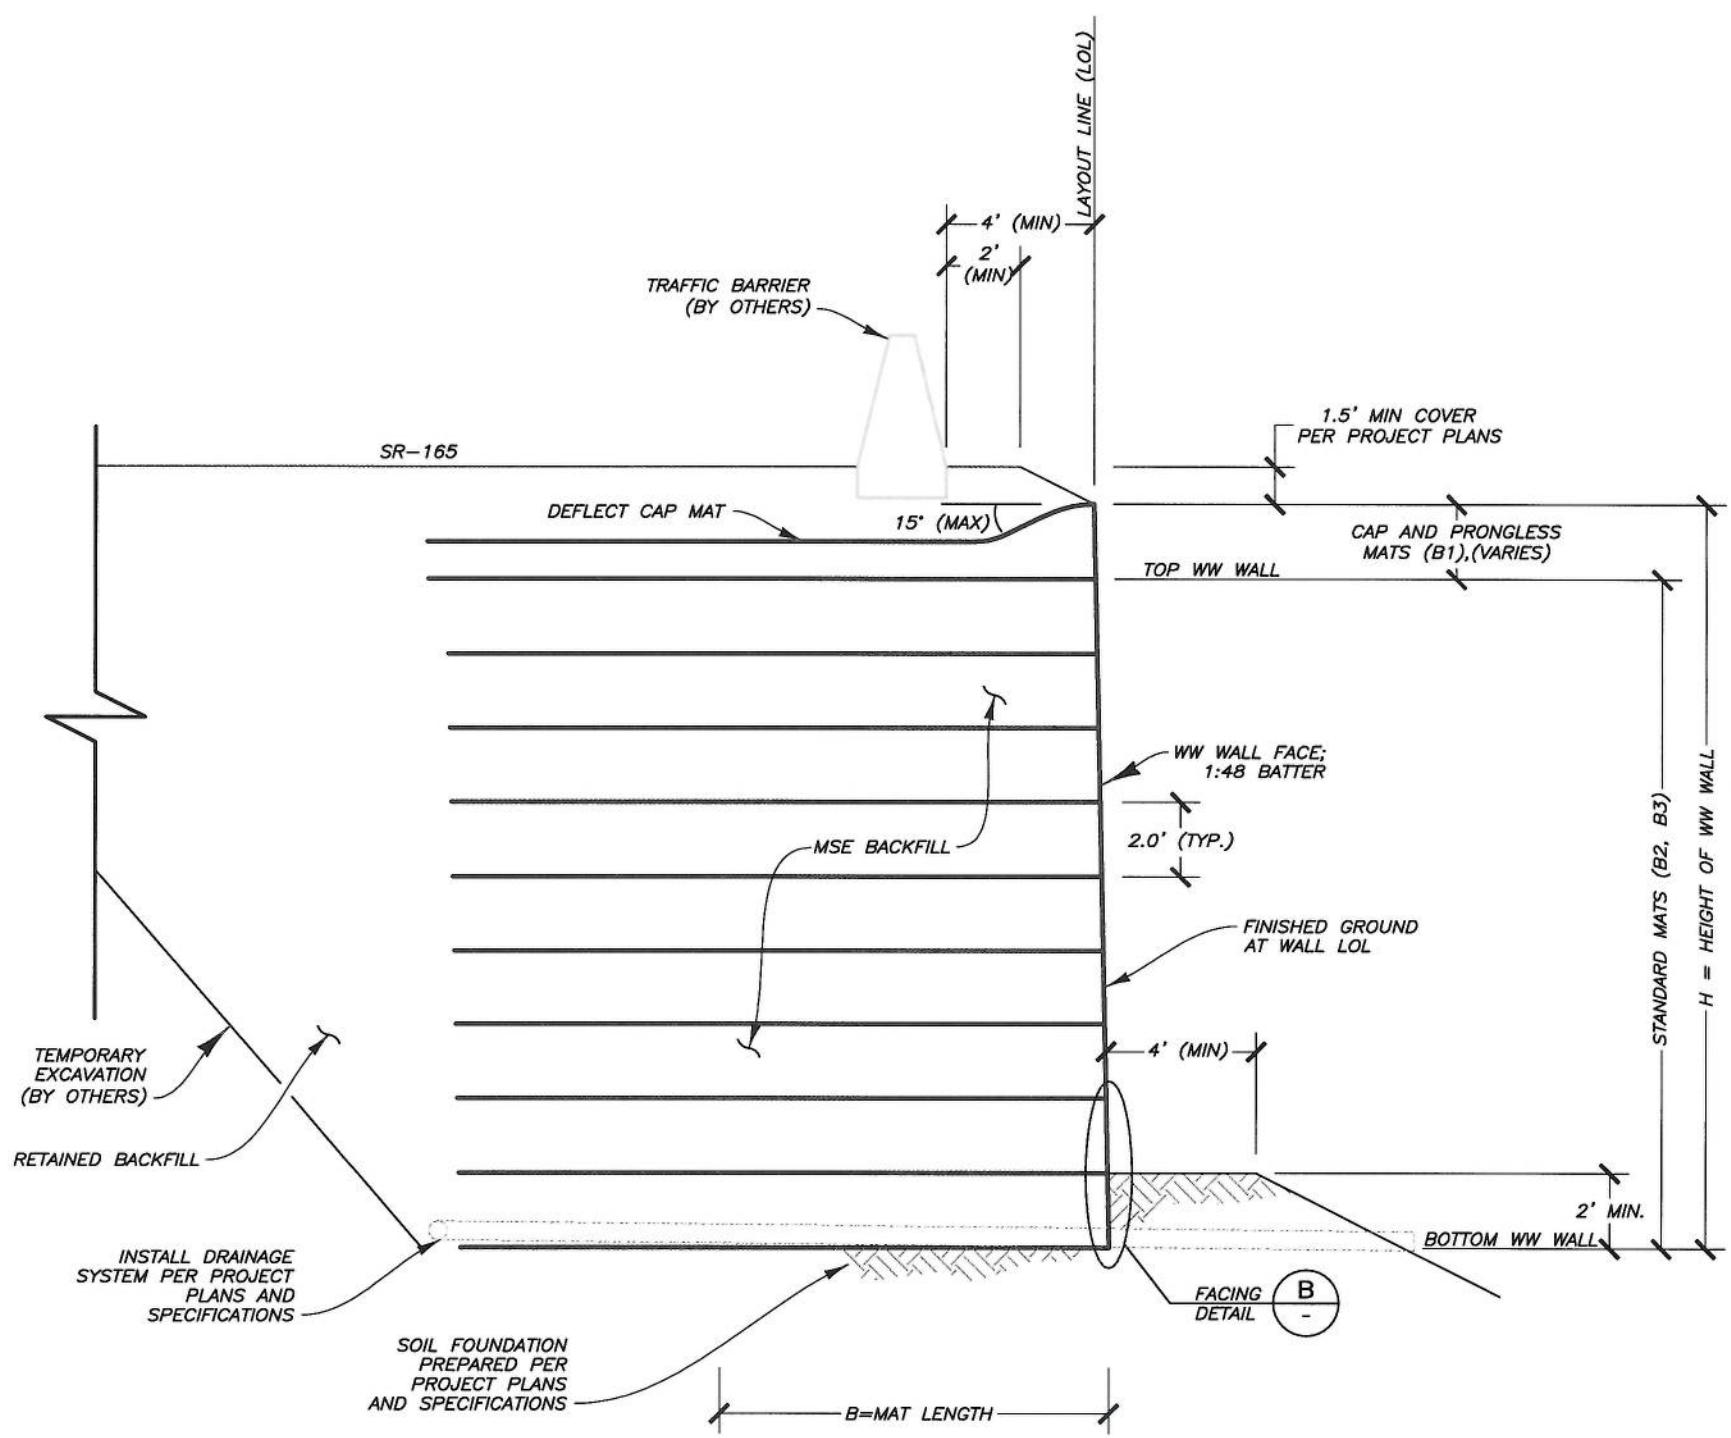 LAYOUT LINE (LOL)
4' (MIN)
2'
(MIN)
TRAFFIC BARRIER
(BY OTHERS)
1.5' MIN COVER
PER PROJECT PLANS
SR-165
DEFLECT CAP MAT
15° (MAX)
CAP AND PRONGLESS
MATS (B1),(VARIES)
TOP WW WALL
WW WALL FACE;
1:48 BATTER
2.0' (TYP.)
MSE BACKFILL
STANDARD MATS (B2, B3)
H = HEIGHT OF WW WALL
FINISHED GROUND
AT WALL LOL
4' (MIN)
TEMPORARY
EXCAVATION
(BY OTHERS)
RETAINED BACKFILL
2' MIN.
BOTTOM WW WALL
INSTALL DRAINAGE
SYSTEM PER PROJECT
PLANS AND
SPECIFICATIONS
FACING
DETAIL
B
-
SOIL FOUNDATION
PREPARED PER
PROJECT PLANS
AND SPECIFICATIONS
B=MAT LENGTH